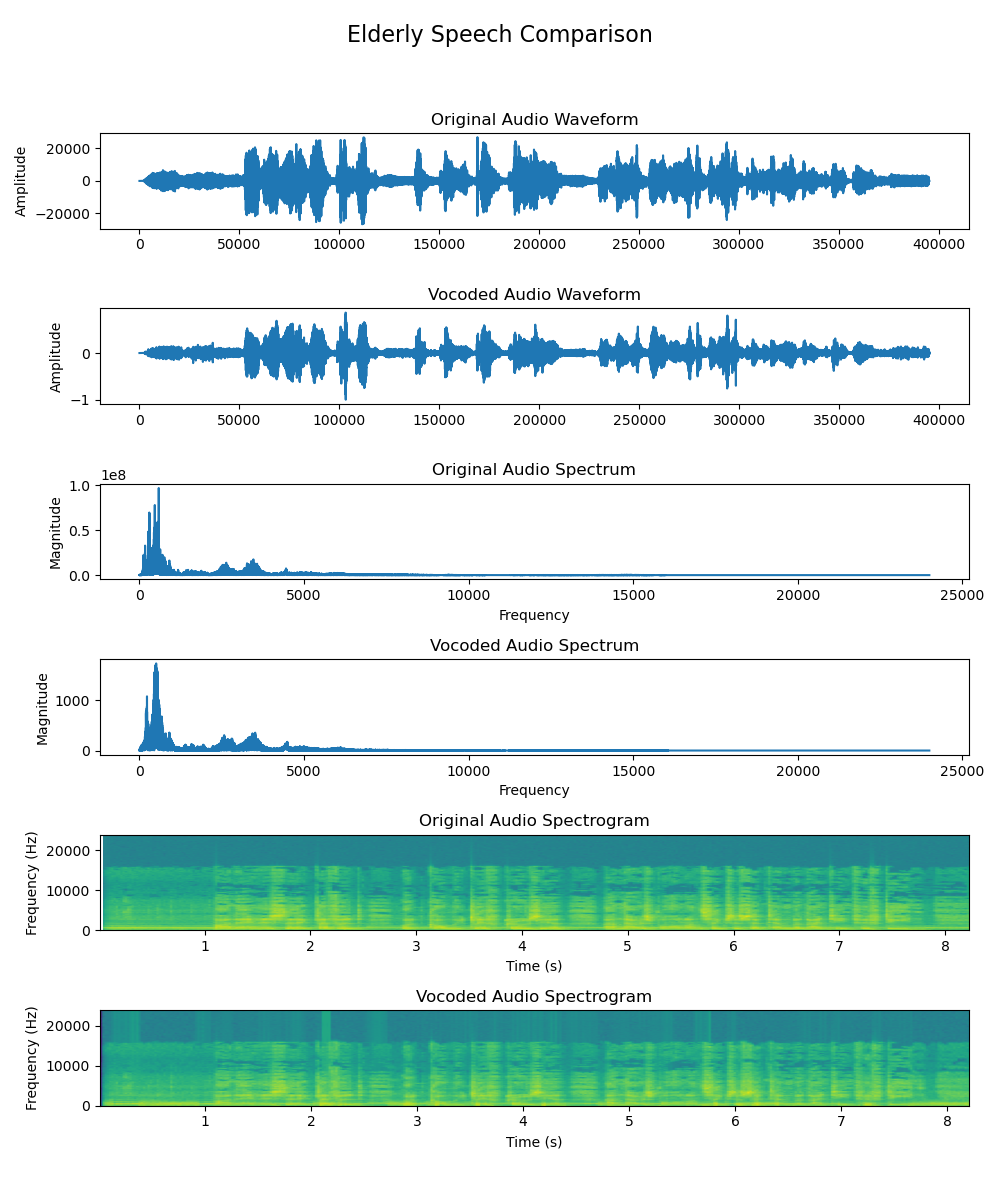 Elderly Speech Comparison
Original Audio Waveform
Amplitude
20000
0
−20000
0 50000 100000 150000 200000 250000 300000 350000 400000
Vocoded Audio Waveform
Amplitude
0
−1
0 50000 100000 150000 200000 250000 300000 350000 400000
Original Audio Spectrum
1e8
Magnitude
1.0
0.5
0.0
0 5000 10000 15000 20000 25000
Frequency
Vocoded Audio Spectrum
Magnitude
1000
0
0 5000 10000 15000 20000 25000
Frequency
Original Audio Spectrogram
Frequency (Hz)
20000
10000
0
1 2 3 4 5 6 7 8
Time (s)
Vocoded Audio Spectrogram
Frequency (Hz)
20000
10000
0
1 2 3 4 5 6 7 8
Time (s)